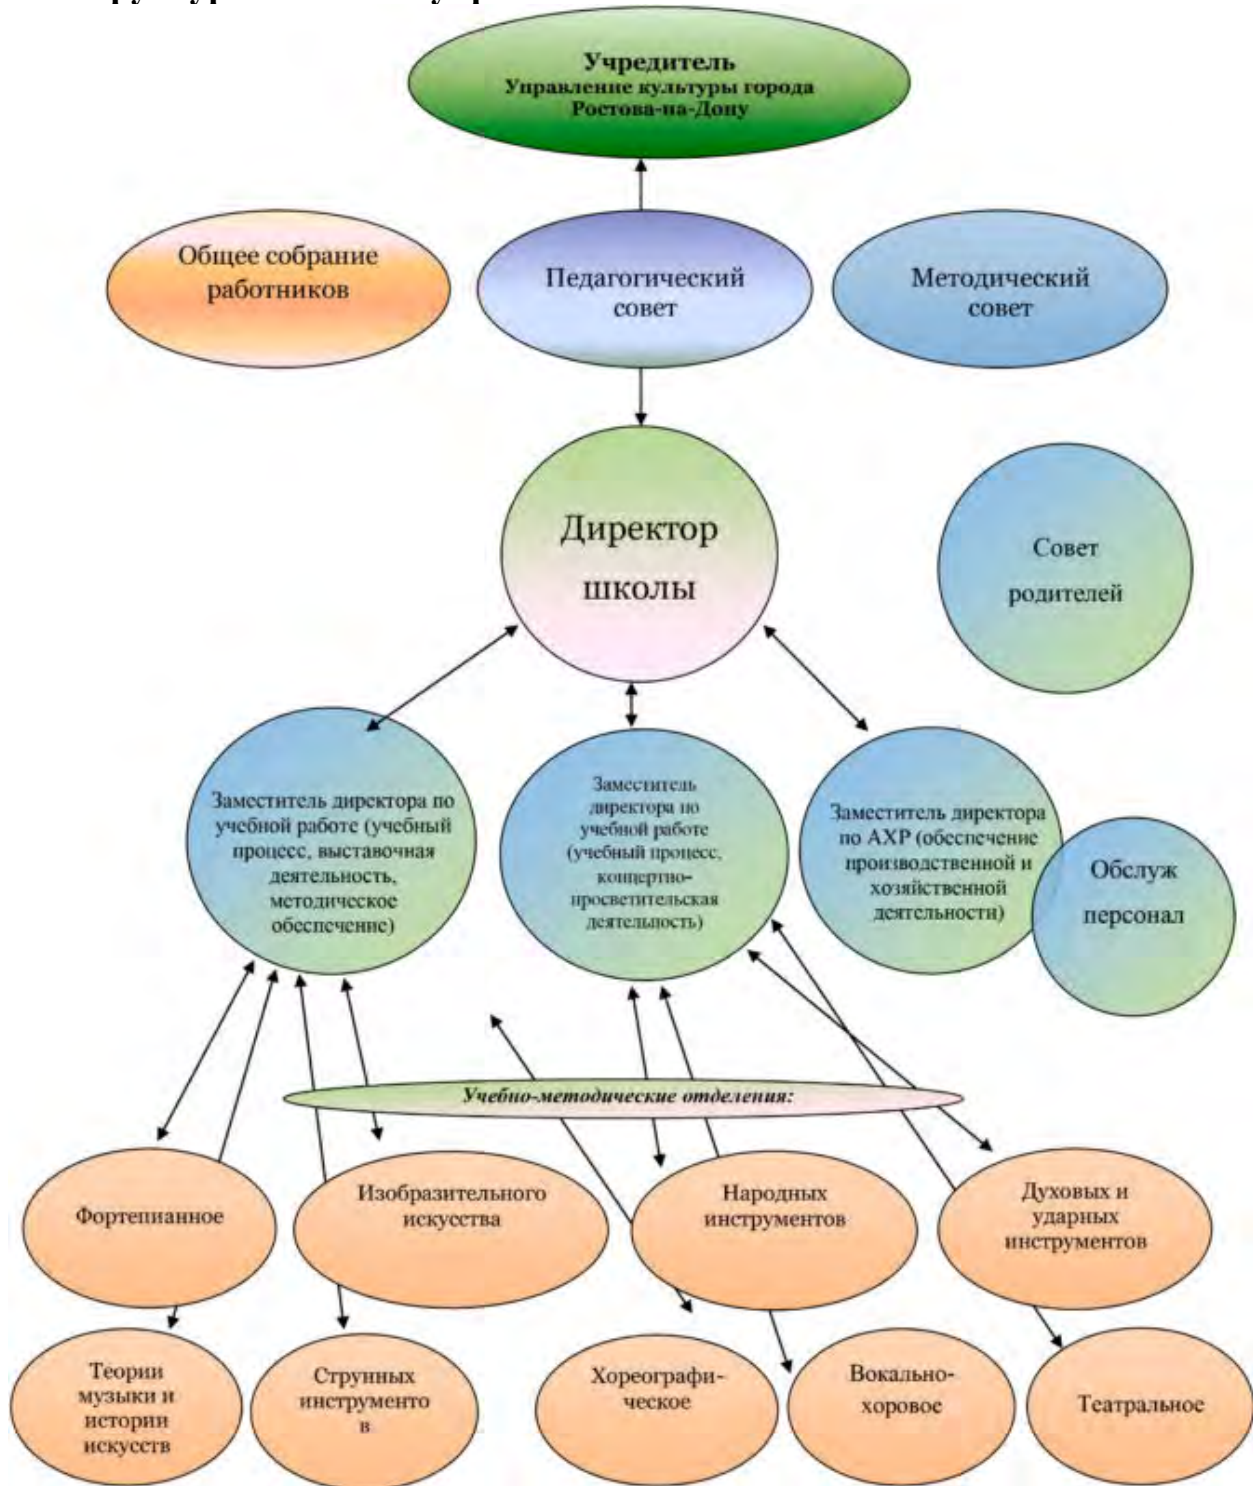 Учредитель
Управление культуры города
Ростова-на-Дону
Общее собрание
работников
Педагогический
совет
Методический
совет
Директор
школы
Совет
родителей
Заместитель директора по
учебной работе (учебный
процесс, выставочная
деятельность,
методическое
обеспечение)
Заместитель
директора по
учебной работе
(учебный процесс,
концертно-
просветительская
деятельность)
Заместитель директора
по АХР (обеспечение
производственной и
хозяйственной
деятельности)
Обслуж
персонал
Учебно-методические отделения:
Фортепианное
Изобразительного
искусства
Народных
инструментов
Духовых и
ударных
инструментов
Теории
музыки и
истории
искусств
Струнных
инструменто
в
Хореографи-
ческое
Вокально-
хоровое
Театральное